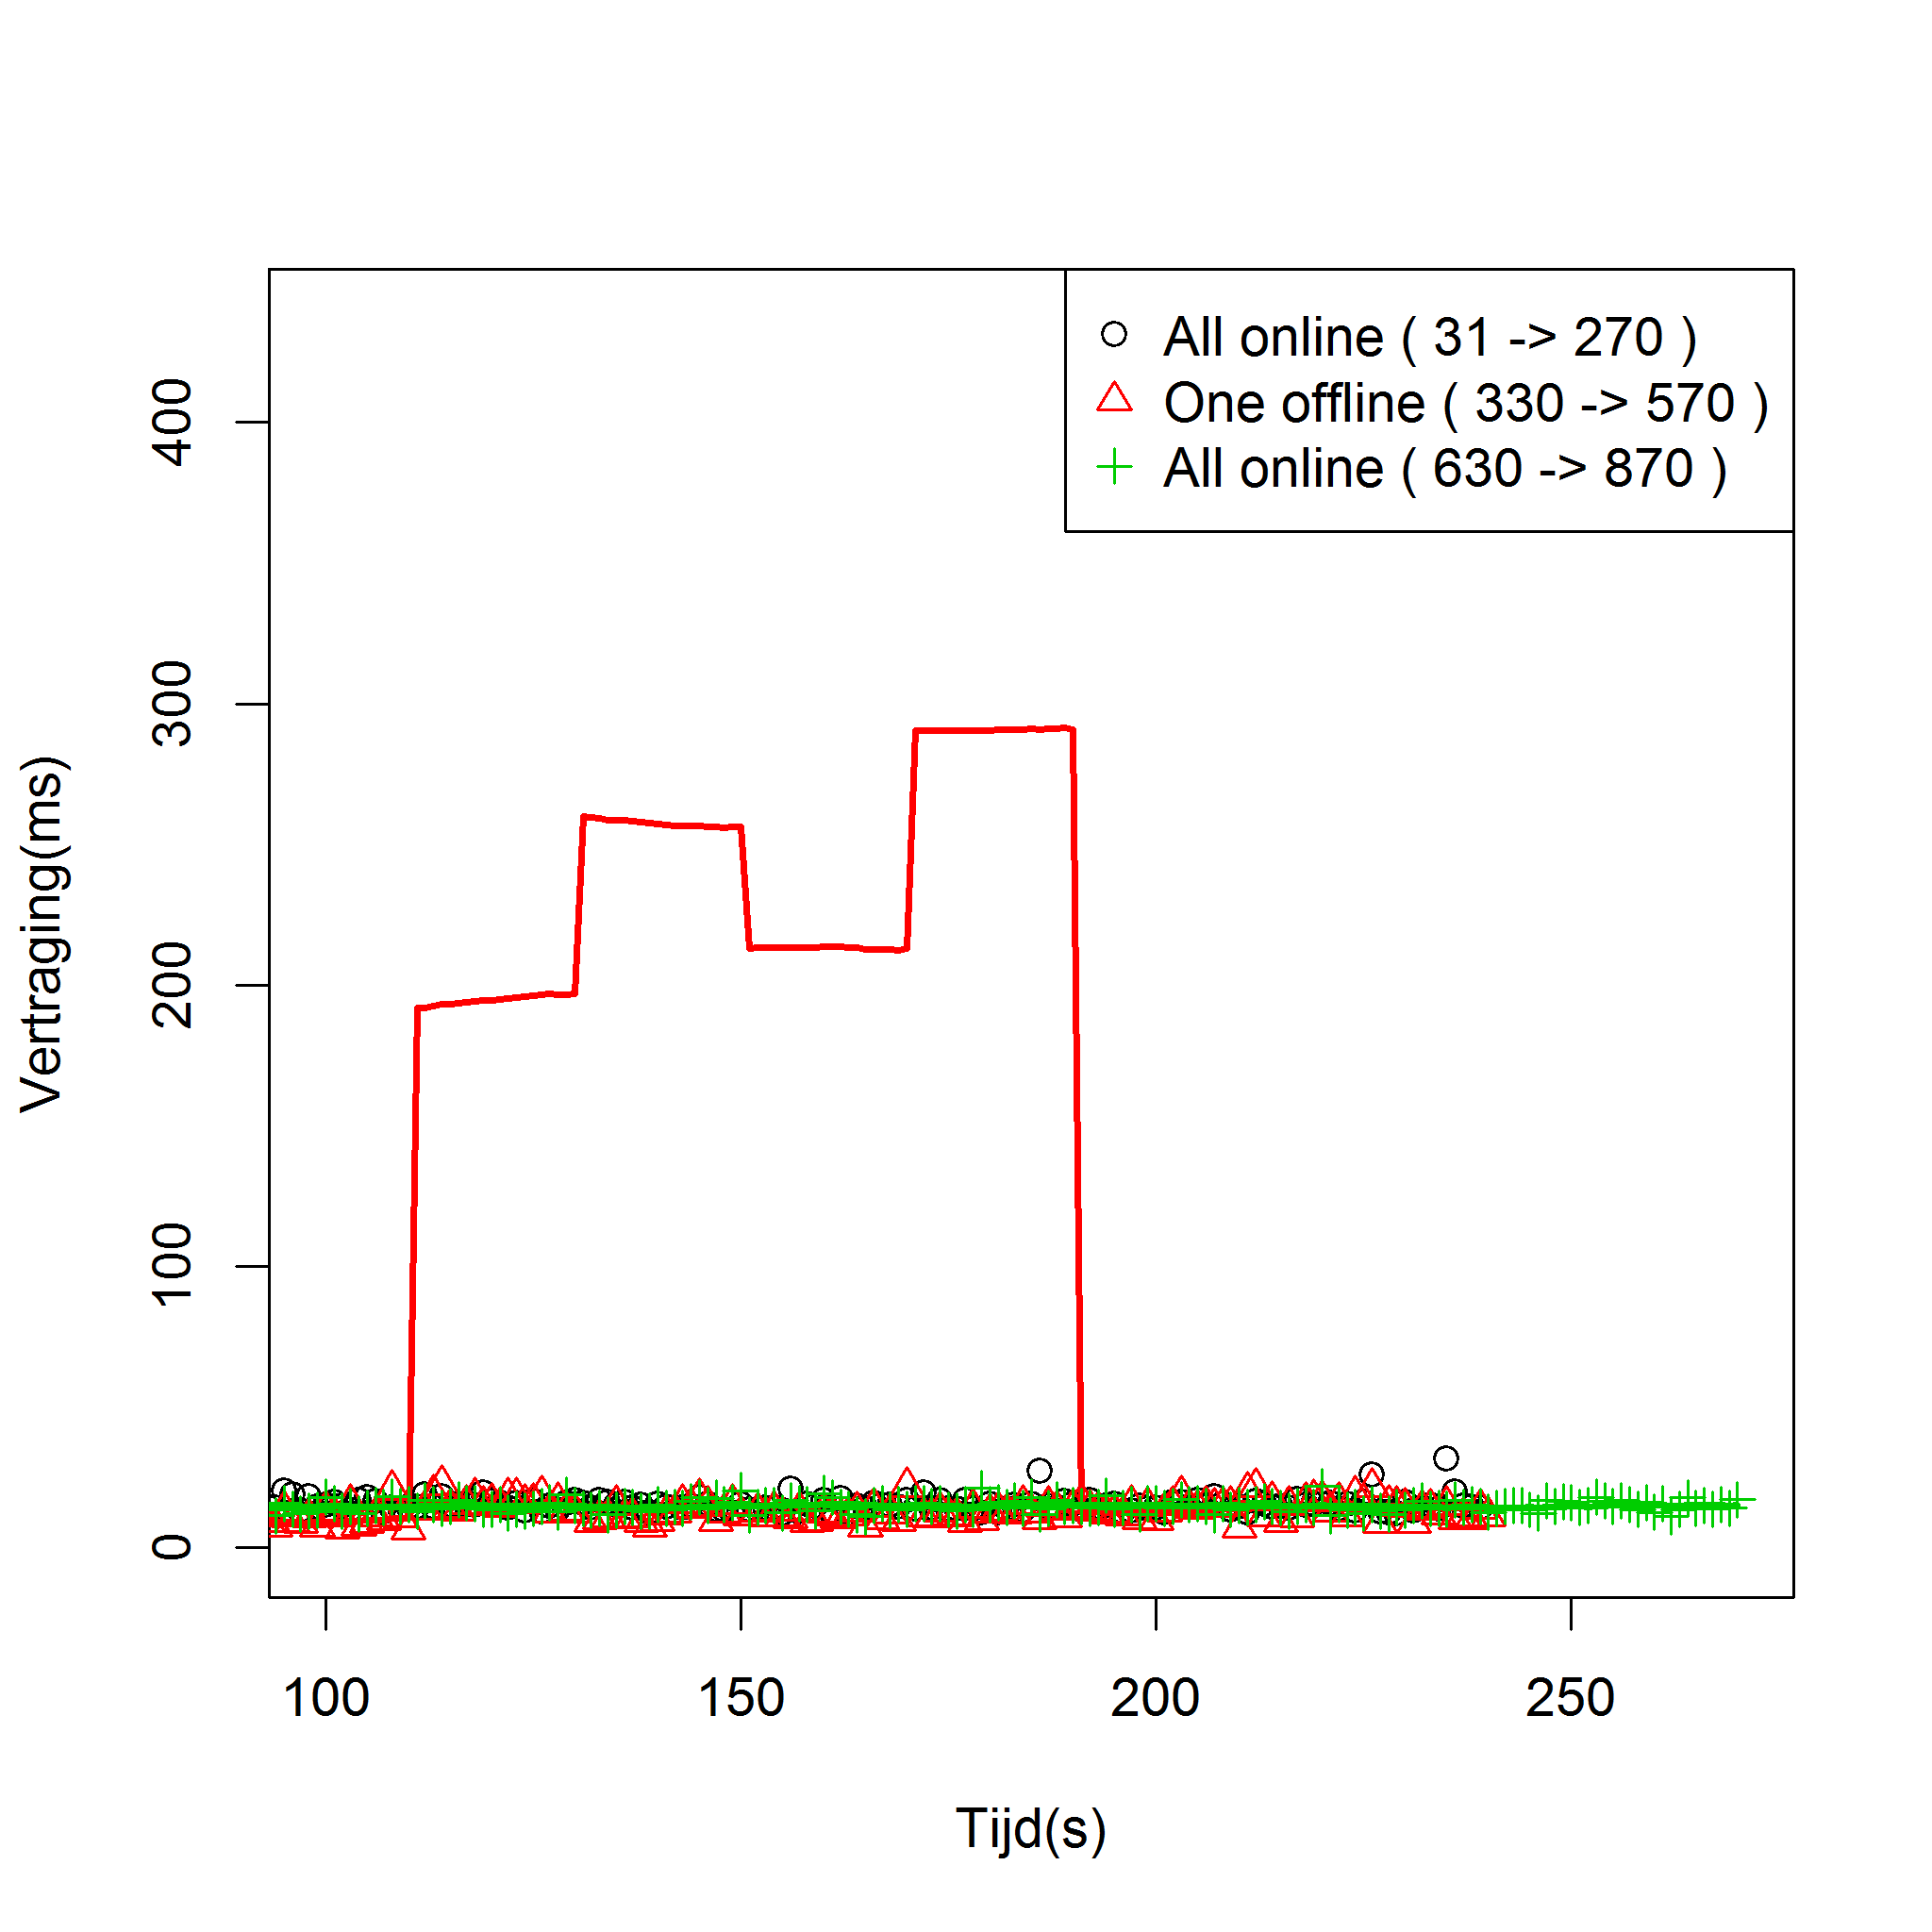 All online ( 31 -> 270 )
One offline ( 330 -> 570 )
All online ( 630 -> 870 )
400
300
200
100
0
Vertraging(ms)
100 150 200 250
Tijd(s)